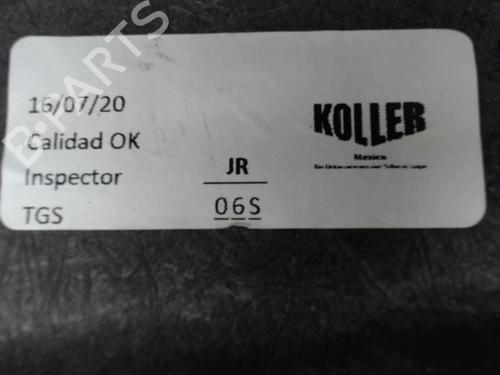 16/07/20
Calidad OK
Inspector JR
TGS 06S
KOLLER
Mexico
B-PARTS